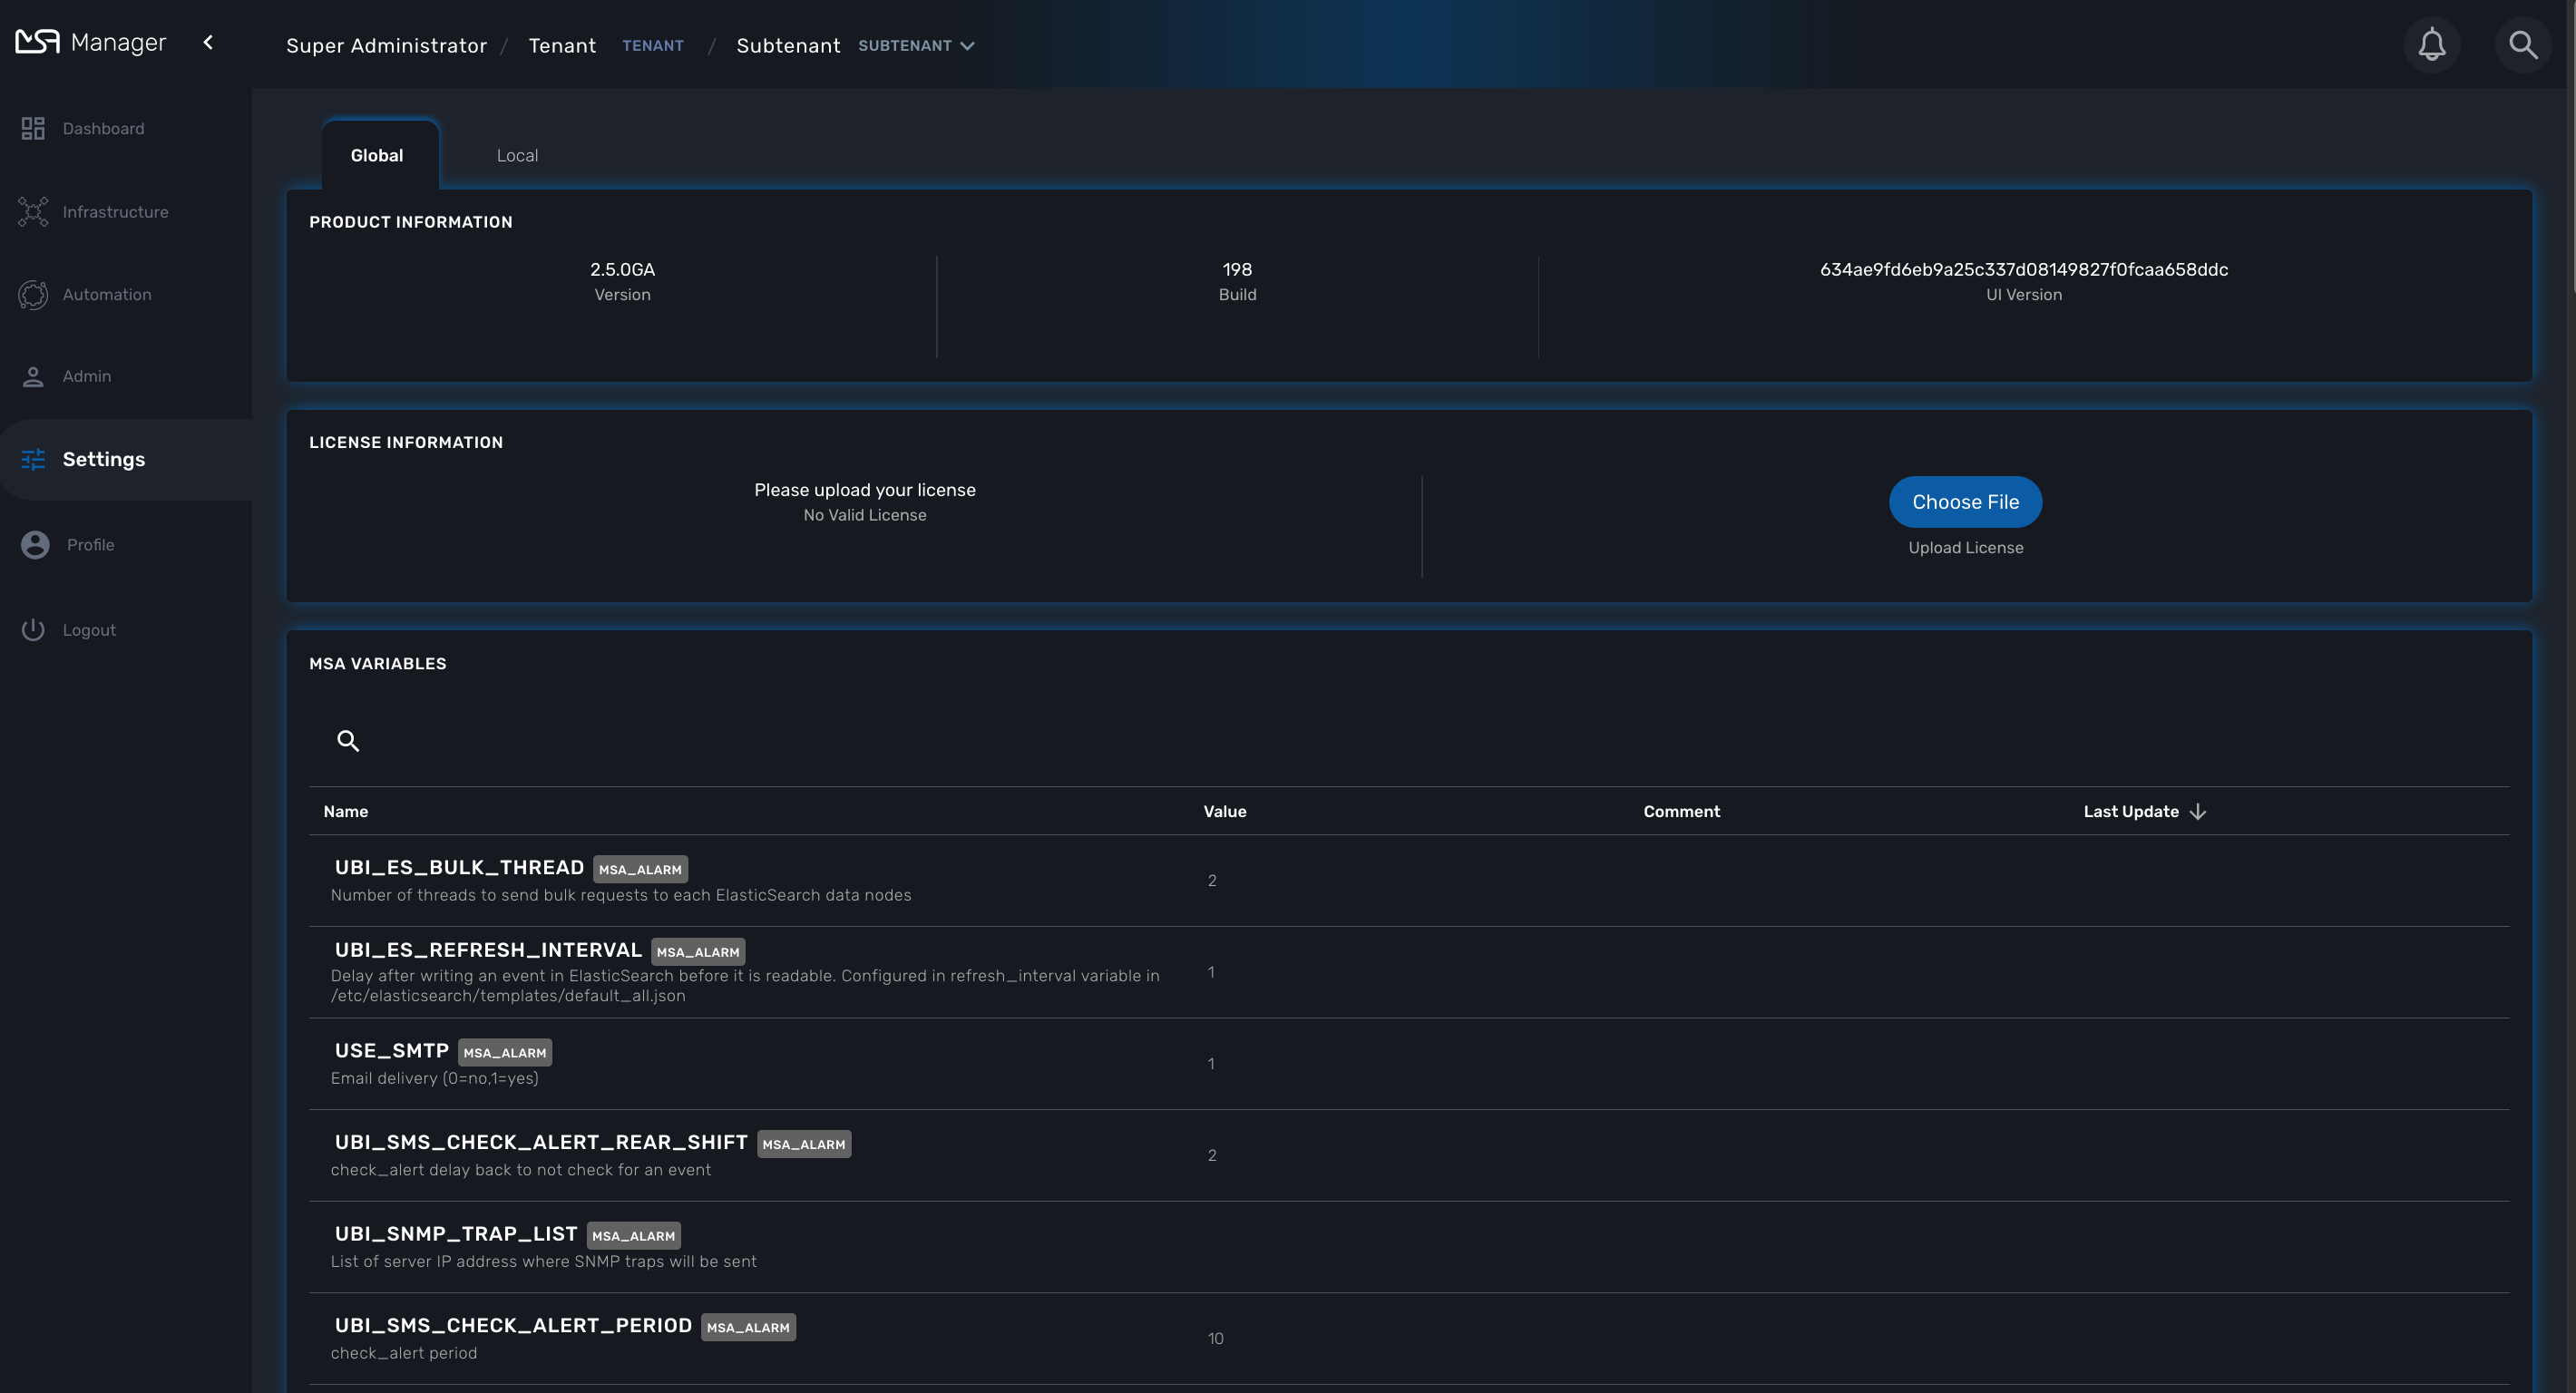 MSA Manager
Super Administrator / Tenant TENANT / Subtenant SUBTENANT
Dashboard
Infrastructure
Automation
Admin
Settings
Profile
Logout
Global Local
PRODUCT INFORMATION
2.5.0GA 198 634ae9fd6eb9a25c337d08149827f0fcaa658ddc
Version Build UI Version
LICENSE INFORMATION
Please upload your license
No Valid License
Choose File
Upload License
MSA VARIABLES
Name Value Comment Last Update
UBI_ES_BULK_THREAD MSA_ALARM
Number of threads to send bulk requests to each ElasticSearch data nodes
2
UBI_ES_REFRESH_INTERVAL MSA_ALARM
Delay after writing an event in ElasticSearch before it is readable. Configured in refresh_interval variable in
/etc/elasticsearch/templates/default_all.json
1
USE_SMTP MSA_ALARM
Email delivery (0=no,1=yes)
1
UBI_SMS_CHECK_ALERT_REAR_SHIFT MSA_ALARM
check_alert delay back to not check for an event
2
UBI_SNMP_TRAP_LIST MSA_ALARM
List of server IP address where SNMP traps will be sent
UBI_SMS_CHECK_ALERT_PERIOD MSA_ALARM
check_alert period
10